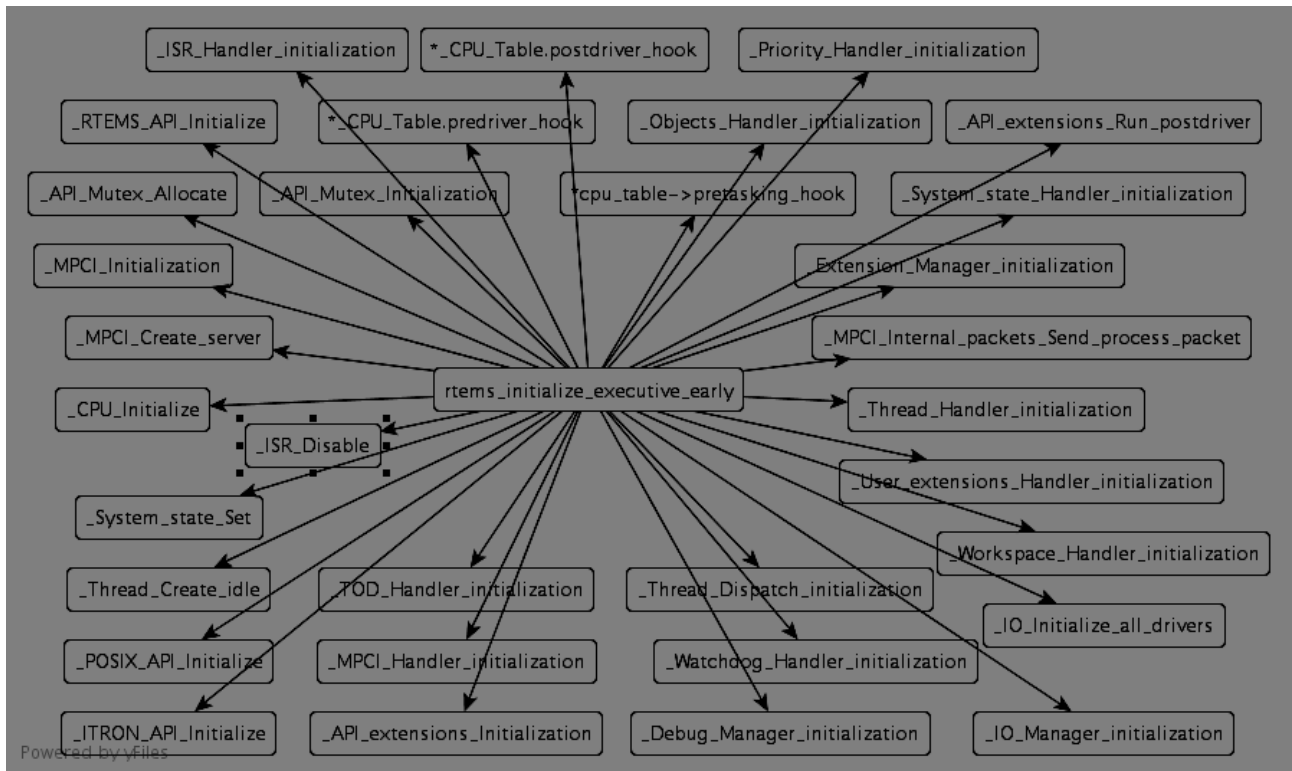 _ISR_Handler_initialization
*_CPU_Table.postdriver_hook
_Priority_Handler_initialization
_RTEMS_API_Initialize
*_CPU_Table.predriver_hook
_Objects_Handler_initialization
_API_extensions_Run_postdriver
_API_Mutex_Allocate
_API_Mutex_Initialization
*cpu_table->pretasking_hook
_System_state_Handler_initialization
_MPCI_Initialization
_Extension_Manager_initialization
_MPCI_Create_server
_MPCI_Internal_packets_Send_process_packet
rtems_initialize_executive_early
_CPU_Initialize
_Thread_Handler_initialization
_ISR_Disable
_User_extensions_Handler_initialization
_System_state_Set
_Workspace_Handler_initialization
_Thread_Create_idle
_TOD_Handler_initialization
_Thread_Dispatch_initialization
_IO_Initialize_all_drivers
_POSIX_API_Initialize
_MPCI_Handler_initialization
_Watchdog_Handler_initialization
_ITRON_API_Initialize
_API_extensions_Initialization
_Debug_Manager_initialization
_IO_Manager_initialization
Powered by yFiles